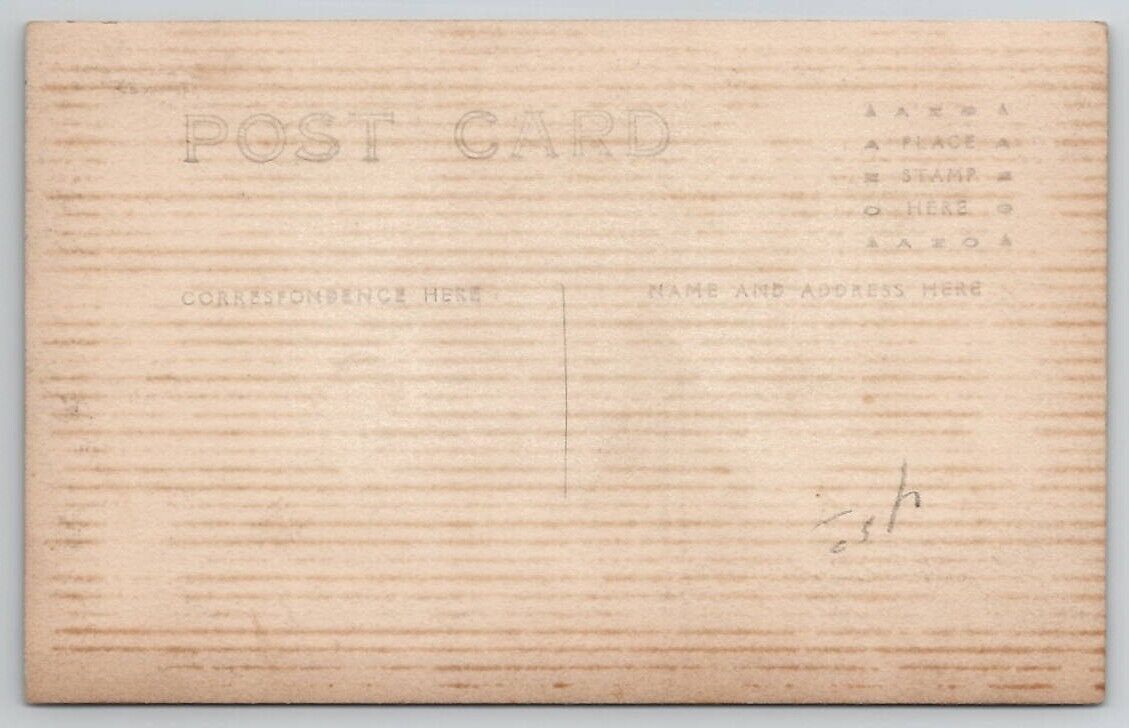 POST CARD
A A Z O A
A PLACE A
Z STAMP Z
O HERE O
A A Z O A
CORRESPONDENCE HERE
NAME AND ADDRESS HERE